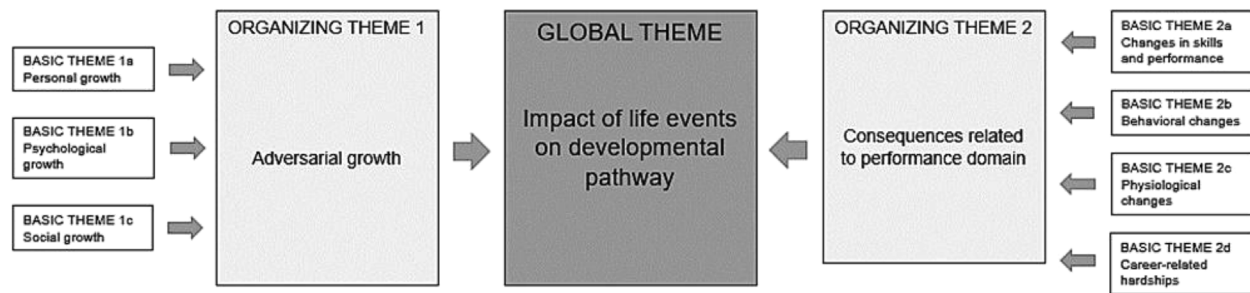 BASIC THEME 1a
Personal growth
BASIC THEME 1b
Psychological
growth
BASIC THEME 1c
Social growth
ORGANIZING THEME 1
Adversarial growth
GLOBAL THEME
Impact of life events
on developmental
pathway
ORGANIZING THEME 2
Consequences related
to performance domain
BASIC THEME 2a
Changes in skills
and performance
BASIC THEME 2b
Behavioral changes
BASIC THEME 2c
Physiological
changes
BASIC THEME 2d
Career-related
hardships